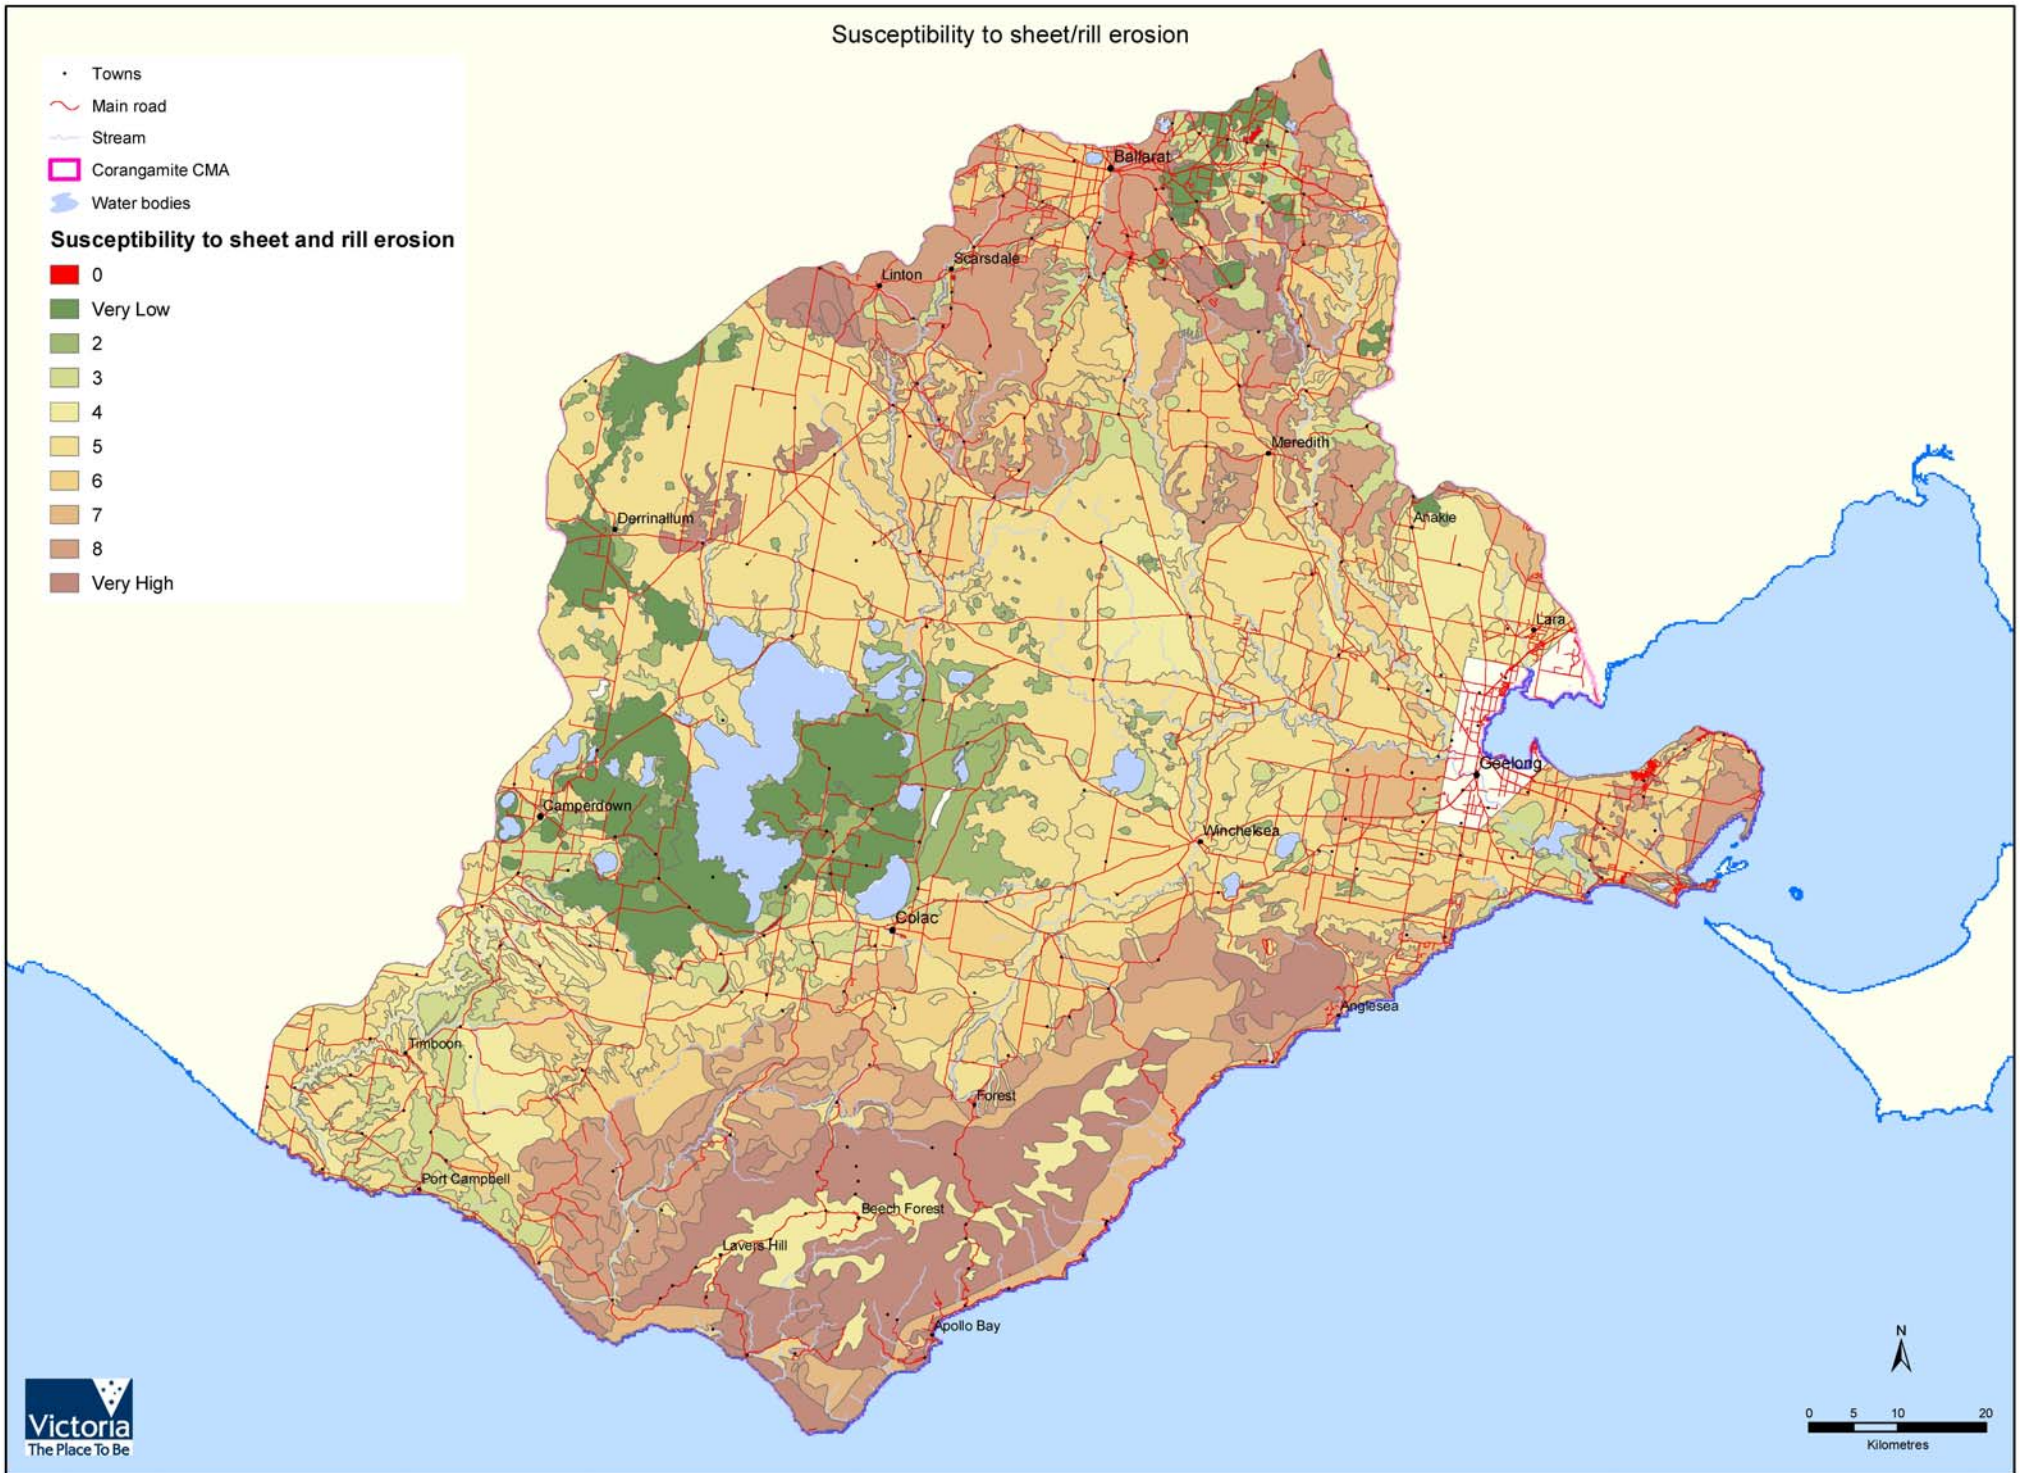 Susceptibility to sheet/rill erosion
Towns
Main road
Stream
Corangamite CMA
Water bodies
Susceptibility to sheet and rill erosion
0
Very Low
2
3
4
5
6
7
8
Very High
Ballarat
Scarsdale
Linton
Meredith
Derrinallum
Anakie
Lara
Geelong
Camperdown
Winchelsea
Colac
Anglesea
Timboon
Forest
Port Campbell
Beech Forest
Lavers Hill
Apollo Bay
N
0 5 10 20
Kilometres
Victoria
The Place To Be